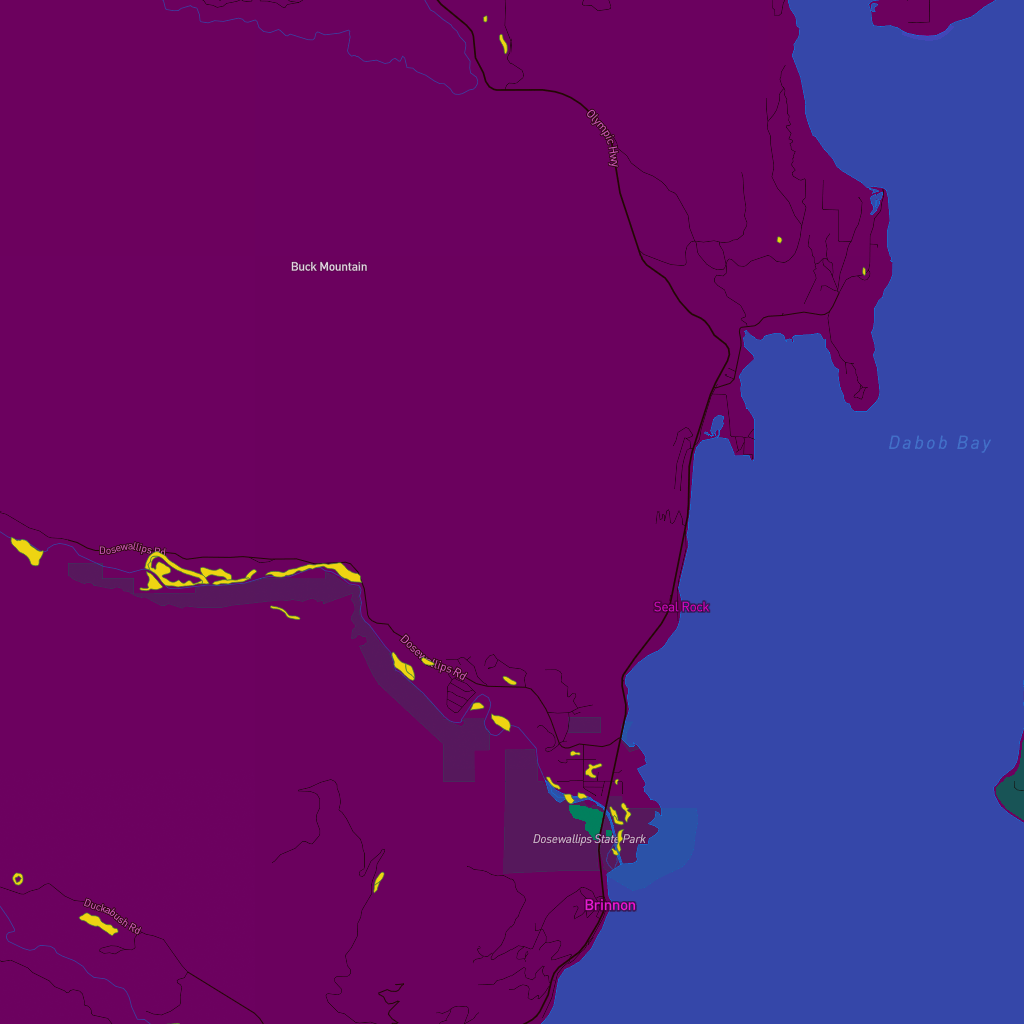 Olympic Hwy
Buck Mountain
Dabob Bay
Dosewallips Rd
Seal Rock
Dosewallips Rd
Dosewallips State Park
Duckabush Rd
Brinnon